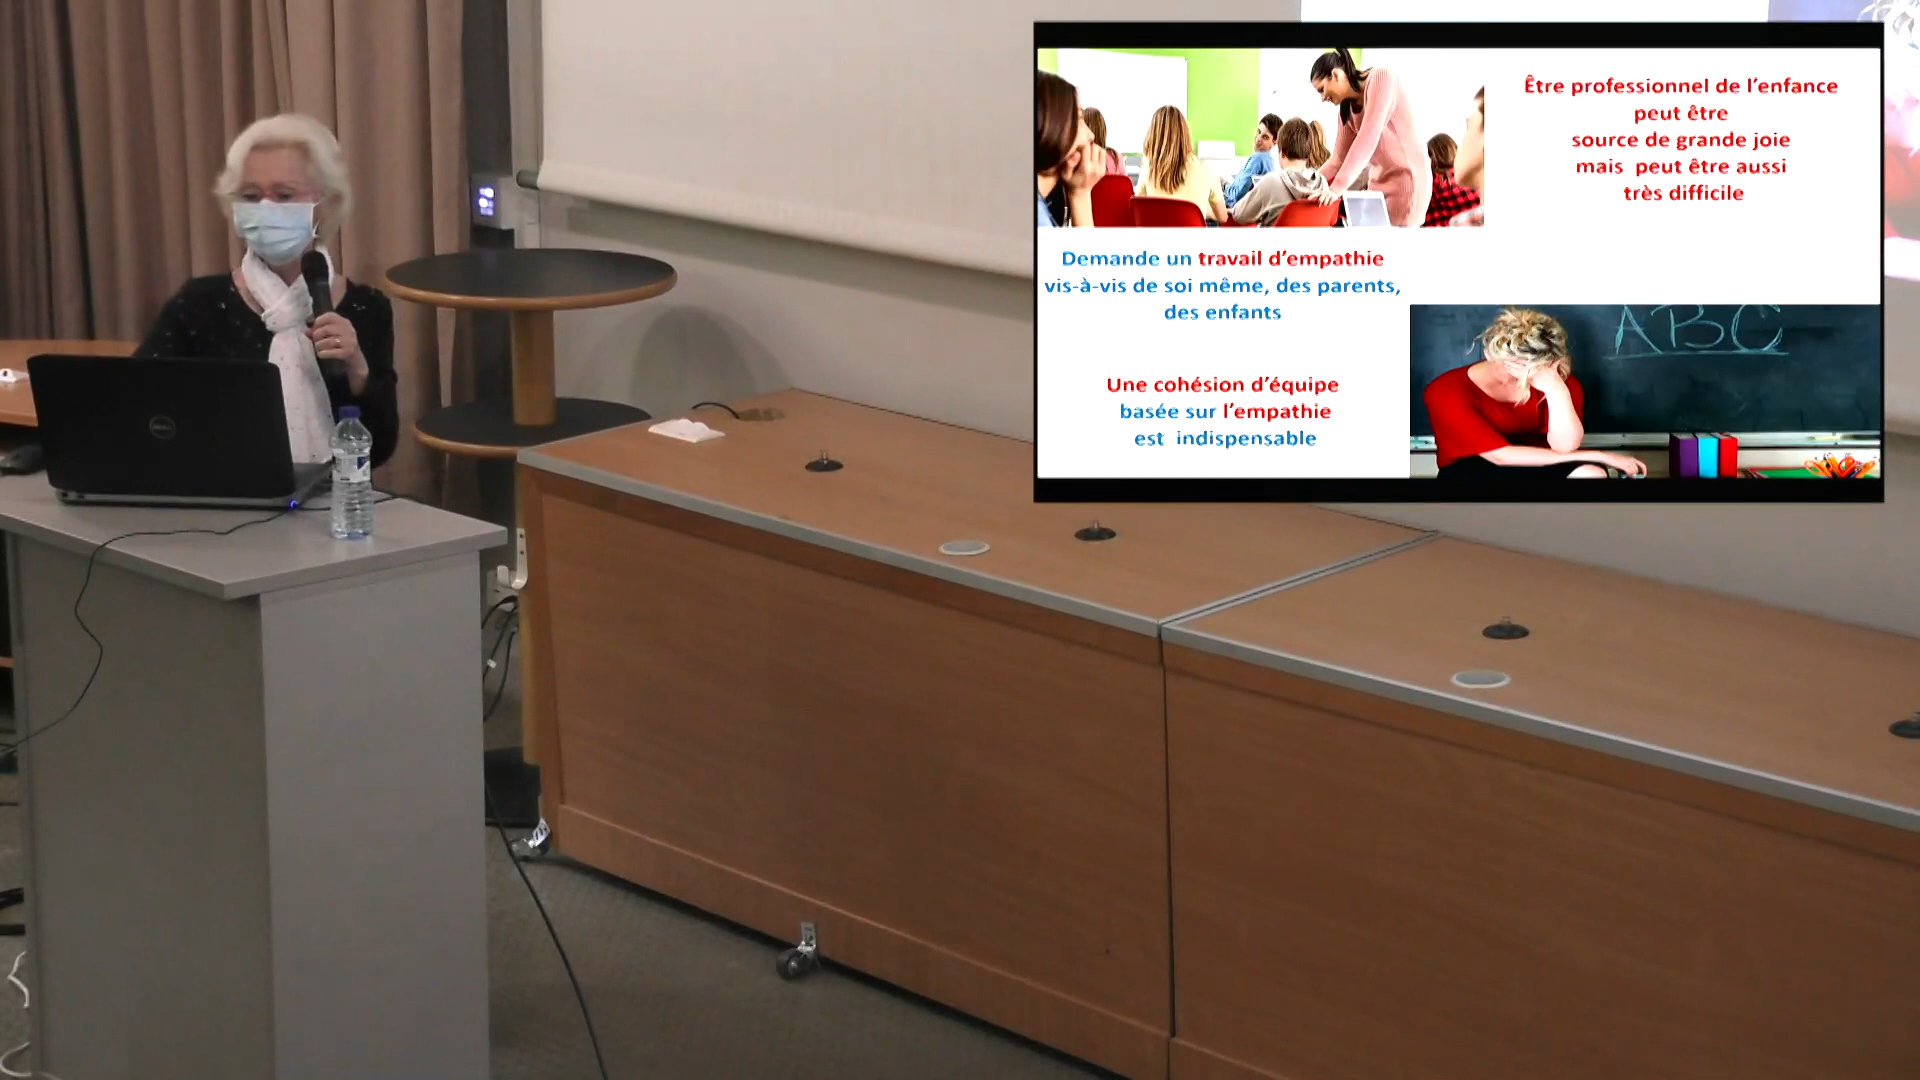 Être professionnel de l'enfance
peut être
source de grande joie
mais peut être aussi
très difficile
Demande un travail d'empathie
vis-à-vis de soi même, des parents,
des enfants
Une cohésion d'équipe
basée sur l'empathie
est indispensable
ABC
DELL